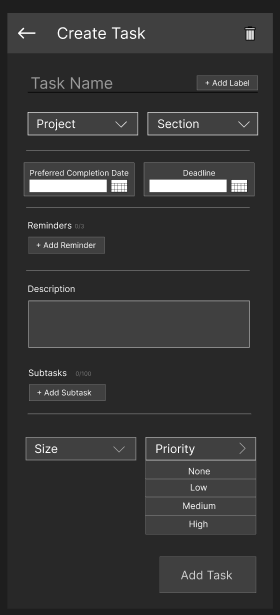 Create Task
Task Name
+ Add Label
Project
Section
Preferred Completion Date
Deadline
Reminders 0/3
+ Add Reminder
Description
Subtasks 0/100
+ Add Subtask
Size
Priority
None
Low
Medium
High
Add Task